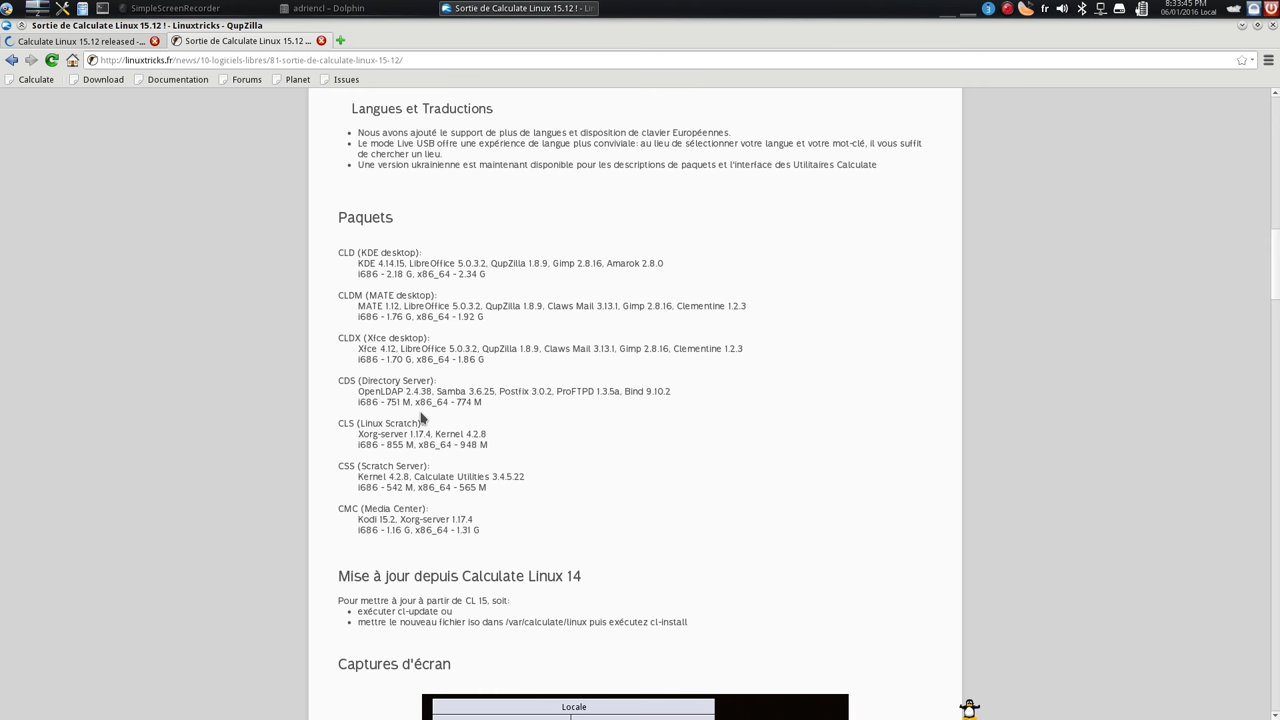 SimpleScreenRecorder
adriencl - Dolphin
Sortie de Calculate Linux 15.12 ! - Lin
3
fr
8:33:45 PM
06/01/2016 Local
Sortie de Calculate Linux 15.12 ! - Linuxtricks - QupZilla
Calculate Linux 15.12 released -...
Sortie de Calculate Linux 15.12 ...
http://linuxtricks.fr/news/10-logiciels-libres/81-sortie-de-calculate-linux-15-12/
Calculate
Download
Documentation
Forums
Planet
Issues
Langues et Traductions
Nous avons ajouté le support de plus de langues et disposition de clavier Européennes.
Le mode Live USB offre une expérience de langue plus conviviale: au lieu de sélectionner votre langue et votre mot-clé, il vous suffit
de chercher un lieu.
Une version ukrainienne est maintenant disponible pour les descriptions de paquets et l'interface des Utilitaires Calculate
Paquets
CLD (KDE desktop):
KDE 4.14.15, LibreOffice 5.0.3.2, QupZilla 1.8.9, Gimp 2.8.16, Amarok 2.8.0
i686 - 2.18 G, x86_64 - 2.34 G
CLDM (MATE desktop):
MATE 1.12, LibreOffice 5.0.3.2, QupZilla 1.8.9, Claws Mail 3.13.1, Gimp 2.8.16, Clementine 1.2.3
i686 - 1.76 G, x86_64 - 1.92 G
CLDX (Xfce desktop):
Xfce 4.12, LibreOffice 5.0.3.2, QupZilla 1.8.9, Claws Mail 3.13.1, Gimp 2.8.16, Clementine 1.2.3
i686 - 1.70 G, x86_64 - 1.86 G
CDS (Directory Server):
OpenLDAP 2.4.38, Samba 3.6.25, Postfix 3.0.2, ProFTPD 1.3.5a, Bind 9.10.2
i686 - 751 M, x86_64 - 774 M
CLS (Linux Scratch):
Xorg-server 1.17.4, Kernel 4.2.8
i686 - 855 M, x86_64 - 948 M
CSS (Scratch Server):
Kernel 4.2.8, Calculate Utilities 3.4.5.22
i686 - 542 M, x86_64 - 565 M
CMC (Media Center):
Kodi 15.2, Xorg-server 1.17.4
i686 - 1.16 G, x86_64 - 1.31 G
Mise à jour depuis Calculate Linux 14
Pour mettre à jour à partir de CL 15, soit:
exécuter cl-update ou
mettre le nouveau fichier iso dans /var/calculate/linux puis exécutez cl-install
Captures d'écran
Locale